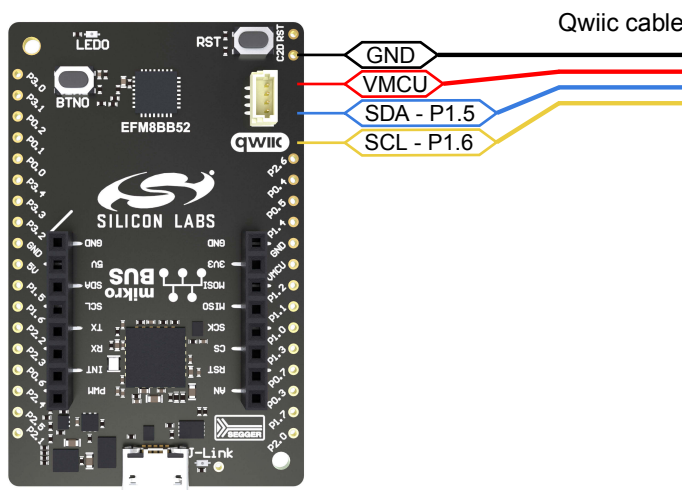 Qwiic cable
LED0
RST
C2D RST
GND
P3.0
VMCU
P3.1
BTN0
SDA - P1.5
P0.2
EFM8BB52
P0.1
qwiic
SCL - P1.6
P0.0
P2.6
P3.4
P0.4
P3.3
SILICON LABS
P0.5
P3.2
P1.4
GND
GND
GND
GND
5V
5V
3V3
VMCU
P1.5
SDA
mikro
BUS
MOSI
P1.2
P1.6
SCL
MISO
P1.1
P2.2
TX
SCK
P1.0
P2.3
RX
CS
P1.3
P0.6
INT
RST
P0.7
P2.4
PWM
AN
P0.3
P2.5
SEGGER
P1.7
P2.1
J-Link
P2.0